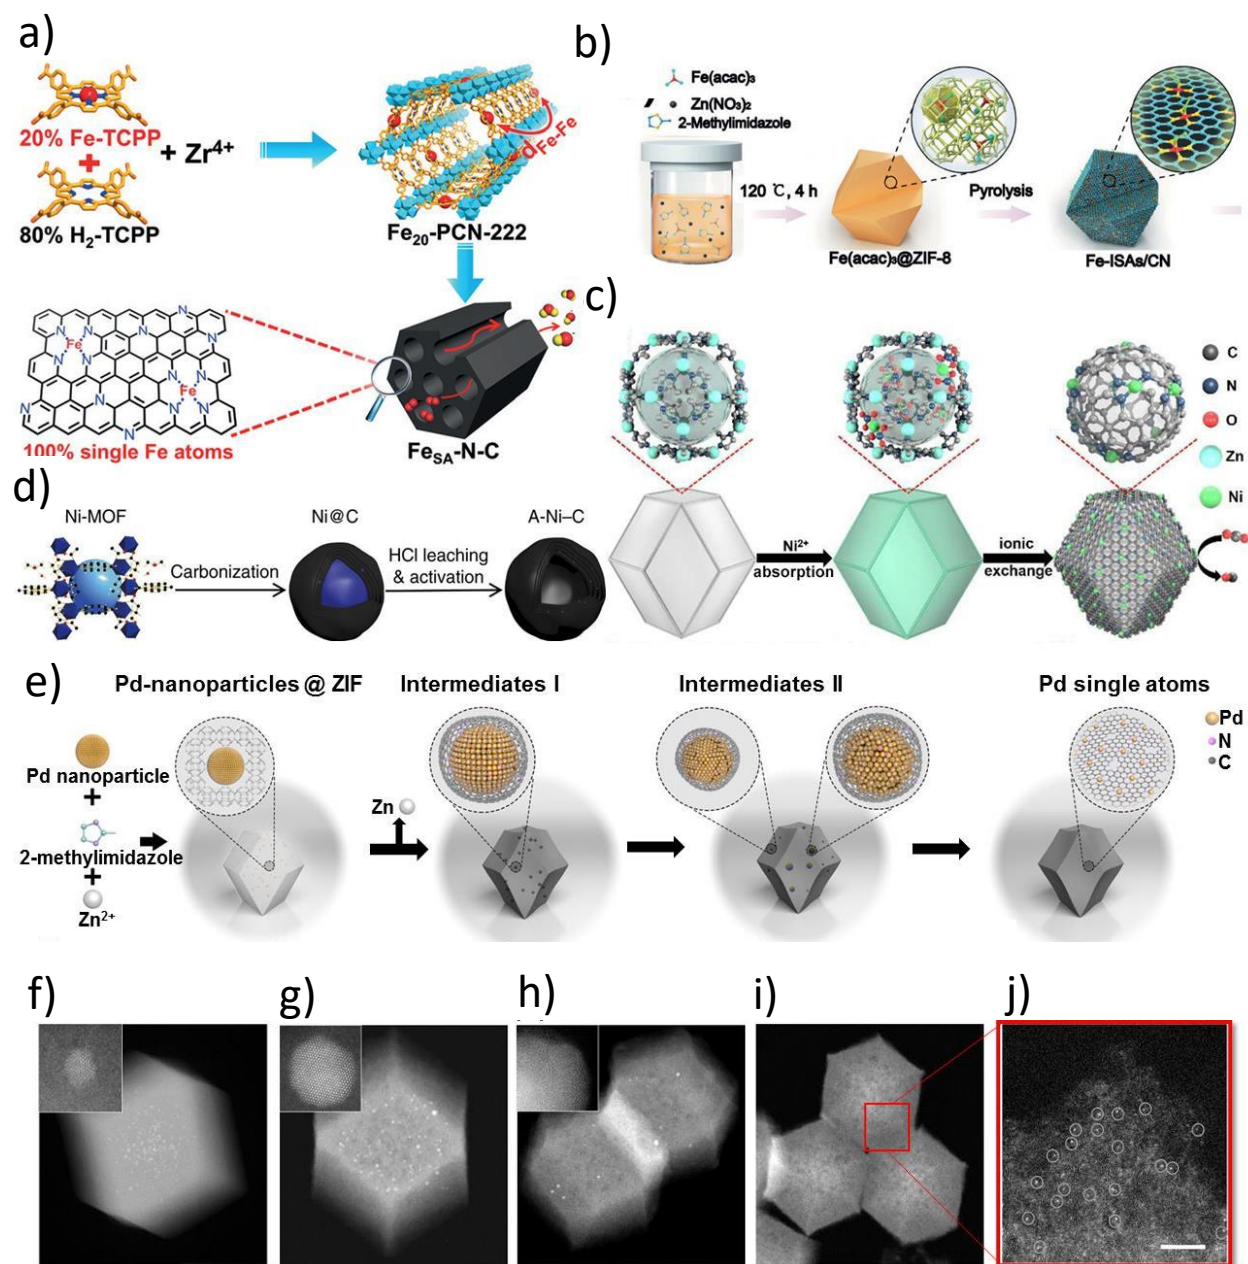 a)
20% Fe-TCPP
+
80% H₂-TCPP
+ Zr⁴⁺
dFe-Fe
Fe₂₀-PCN-222
N
N
N
N
N
N
N
N
N
N
N
N
Fe
Fe
100% single Fe atoms
FeSA-N-C
b)
Fe(acac)₃
Zn(NO₃)₂
2-Methylimidazole
120 ℃, 4 h
Fe(acac)₃@ZIF-8
Pyrolysis
Fe-ISAs/CN
c)
Ni²⁺
absorption
ionic
exchange
C
N
O
Zn
Ni
d)
Ni-MOF
Carbonization
Ni@C
HCl leaching
& activation
A-Ni–C
e)
Pd nanoparticle
+
2-methylimidazole
+
Zn²⁺
Pd-nanoparticles @ ZIF
Zn
Intermediates I
Intermediates II
Pd single atoms
Pd
N
C
f)
g)
h)
i)
j)